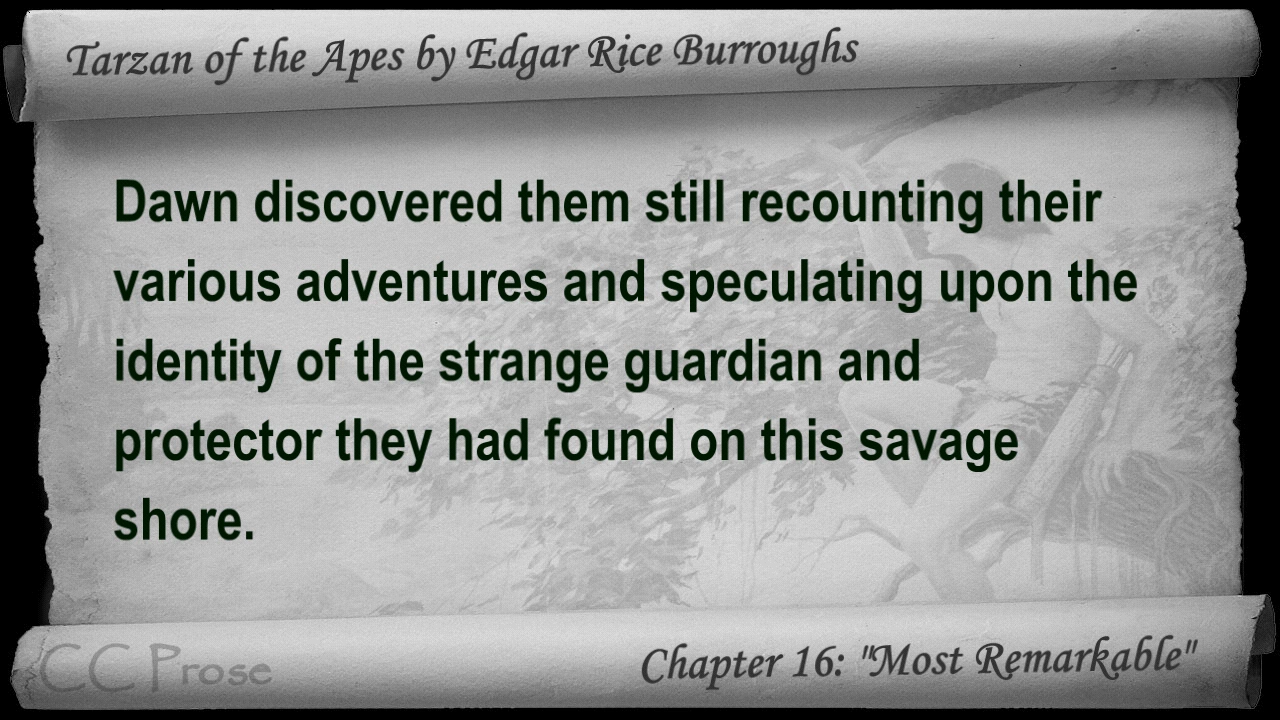 Tarzan of the Apes by Edgar Rice Burroughs
Dawn discovered them still recounting their
various adventures and speculating upon the
identity of the strange guardian and
protector they had found on this savage
shore.
CC Prose
Chapter 16: "Most Remarkable"